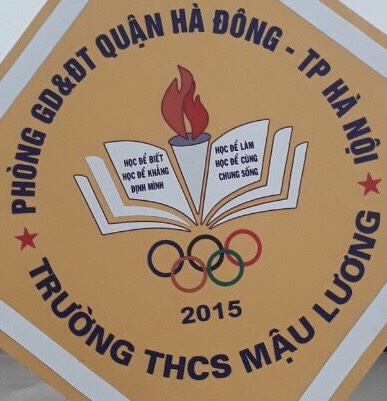 PHÒNG GD&ĐT QUẬN HÀ ĐÔNG - TP HÀ NỘI
HỌC ĐỂ BIẾT
HỌC ĐỂ KHẲNG
ĐỊNH MÌNH
HỌC ĐỂ LÀM
HỌC ĐỂ CÙNG
CHUNG SỐNG
2015
TRƯỜNG THCS MẬU LƯƠNG